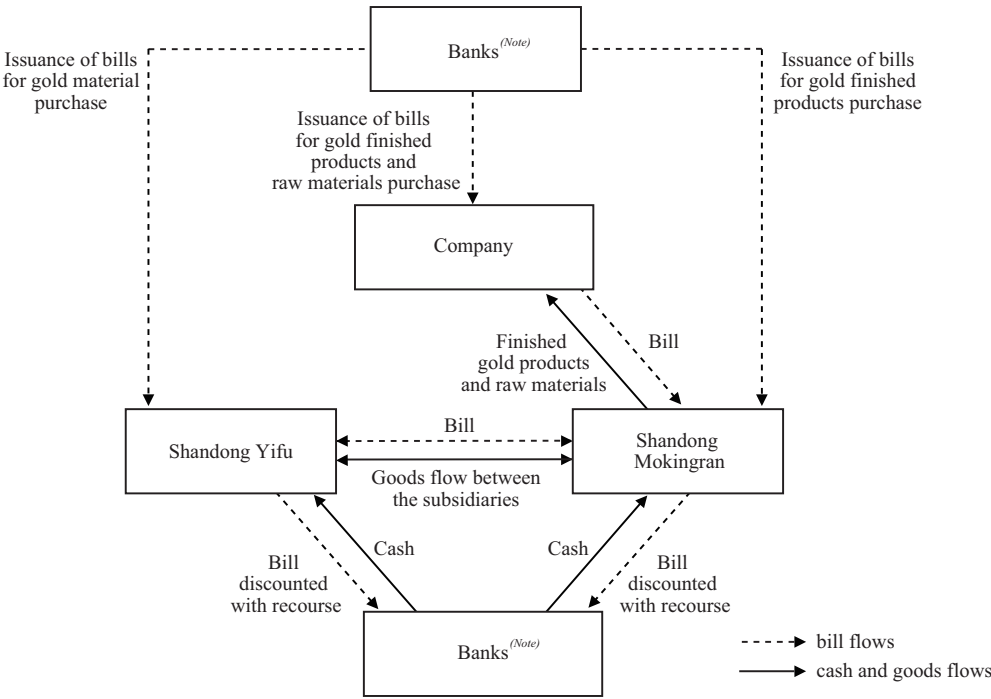 Banks(Note)
Issuance of bills
for gold material
purchase
Issuance of bills
for gold finished
products purchase
Issuance of bills
for gold finished
products and
raw materials purchase
Company
Finished
gold products
and raw materials
Bill
Shandong Yifu
Bill
Goods flow between
the subsidiaries
Shandong
Mokingran
Cash
Cash
Bill
discounted
with recourse
Bill
discounted
with recourse
Banks(Note)
bill flows
cash and goods flows